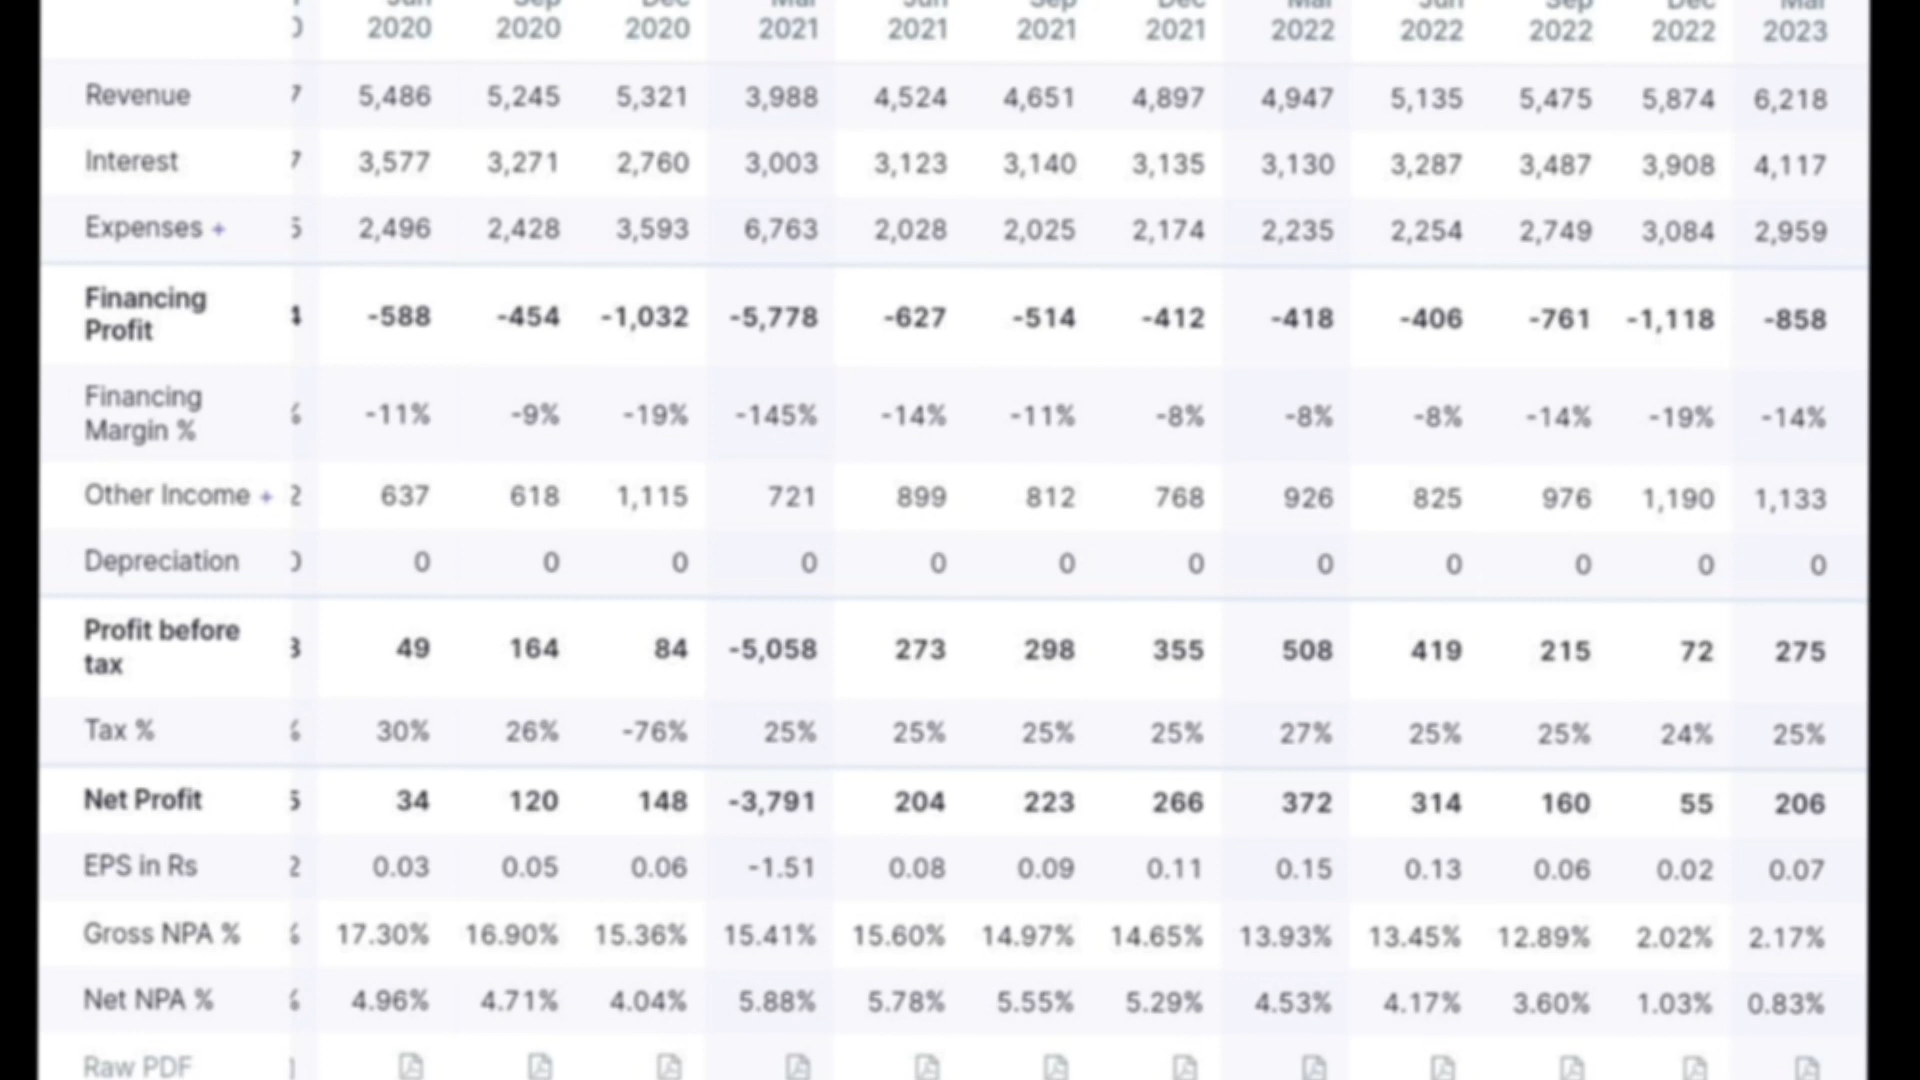 Jun Sep Dec Mar Jun Sep Dec Mar Jun Sep Dec Mar
2020 2020 2020 2021 2021 2021 2021 2022 2022 2022 2022 2023
Revenue 7 5,486 5,245 5,321 3,988 4,524 4,651 4,897 4,947 5,135 5,475 5,874 6,218
Interest 7 3,577 3,271 2,760 3,003 3,123 3,140 3,135 3,130 3,287 3,487 3,908 4,117
Expenses + 5 2,496 2,428 3,593 6,763 2,028 2,025 2,174 2,235 2,254 2,749 3,084 2,959
Financing
Profit 4 -588 -454 -1,032 -5,778 -627 -514 -412 -418 -406 -761 -1,118 -858
Financing
Margin % % -11% -9% -19% -145% -14% -11% -8% -8% -8% -14% -19% -14%
Other Income + 2 637 618 1,115 721 899 812 768 926 825 976 1,190 1,133
Depreciation 0 0 0 0 0 0 0 0 0 0 0 0 0
Profit before
tax 3 49 164 84 -5,058 273 298 355 508 419 215 72 275
Tax % % 30% 26% -76% 25% 25% 25% 25% 27% 25% 25% 24% 25%
Net Profit 5 34 120 148 -3,791 204 223 266 372 314 160 55 206
EPS in Rs 2 0.03 0.05 0.06 -1.51 0.08 0.09 0.11 0.15 0.13 0.06 0.02 0.07
Gross NPA % % 17.30% 16.90% 15.36% 15.41% 15.60% 14.97% 14.65% 13.93% 13.45% 12.89% 2.02% 2.17%
Net NPA % % 4.96% 4.71% 4.04% 5.88% 5.78% 5.55% 5.29% 4.53% 4.17% 3.60% 1.03% 0.83%
Raw PDF